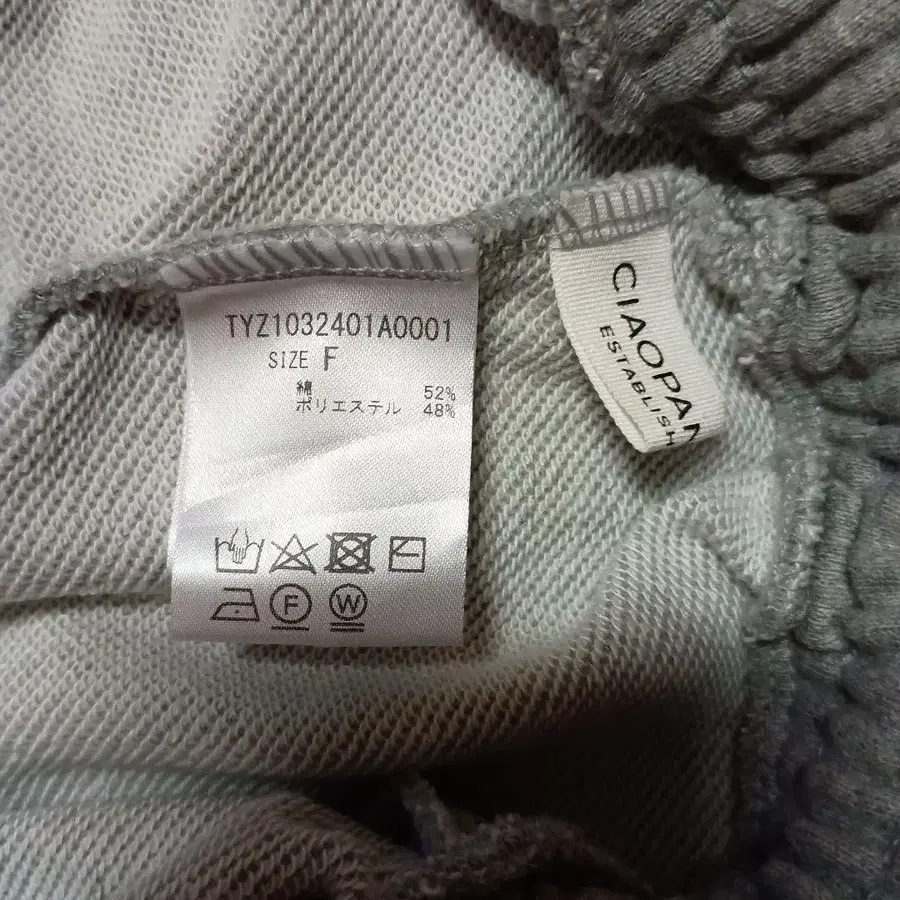 TYZ1032401A0001
SIZE F
綿 52%
ポリエステル 48%
F W
CIAOPAN
ESTABLISH